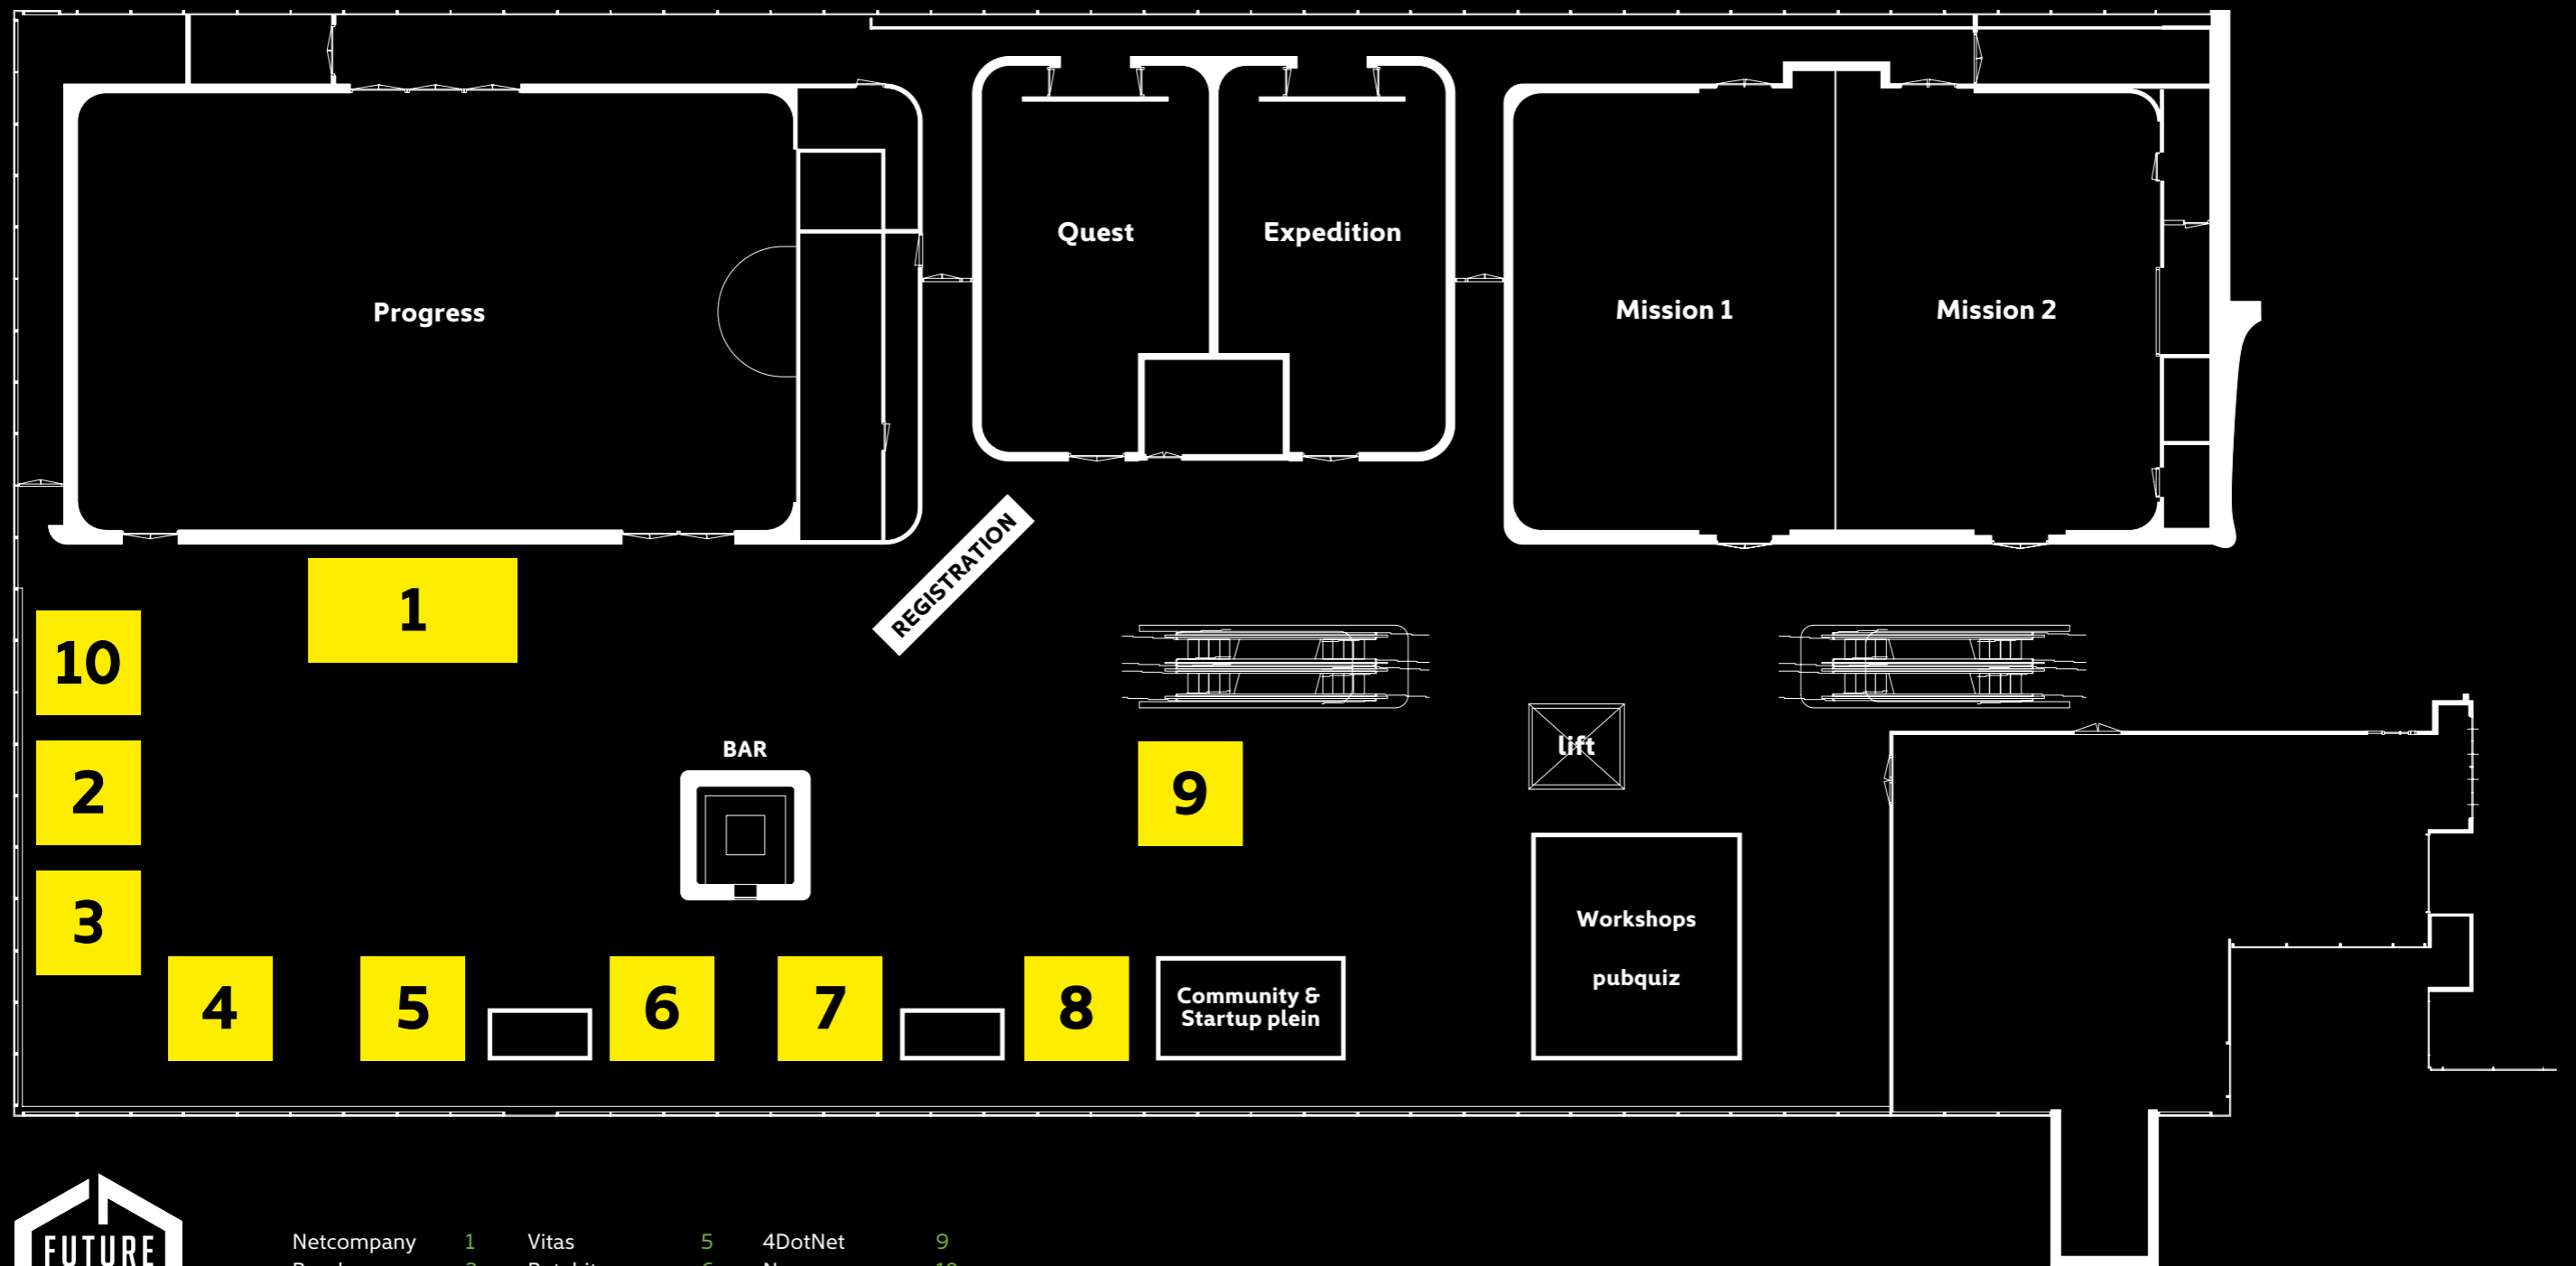 Quest
Expedition
Progress
Mission 1
Mission 2
REGISTRATION
1
10
2
3
BAR
9
lift
Workshops
pubquiz
4
5
6
7
8
Community &
Startup plein
FUTURE
Netcompany 1 Vitas 5 4DotNet 9